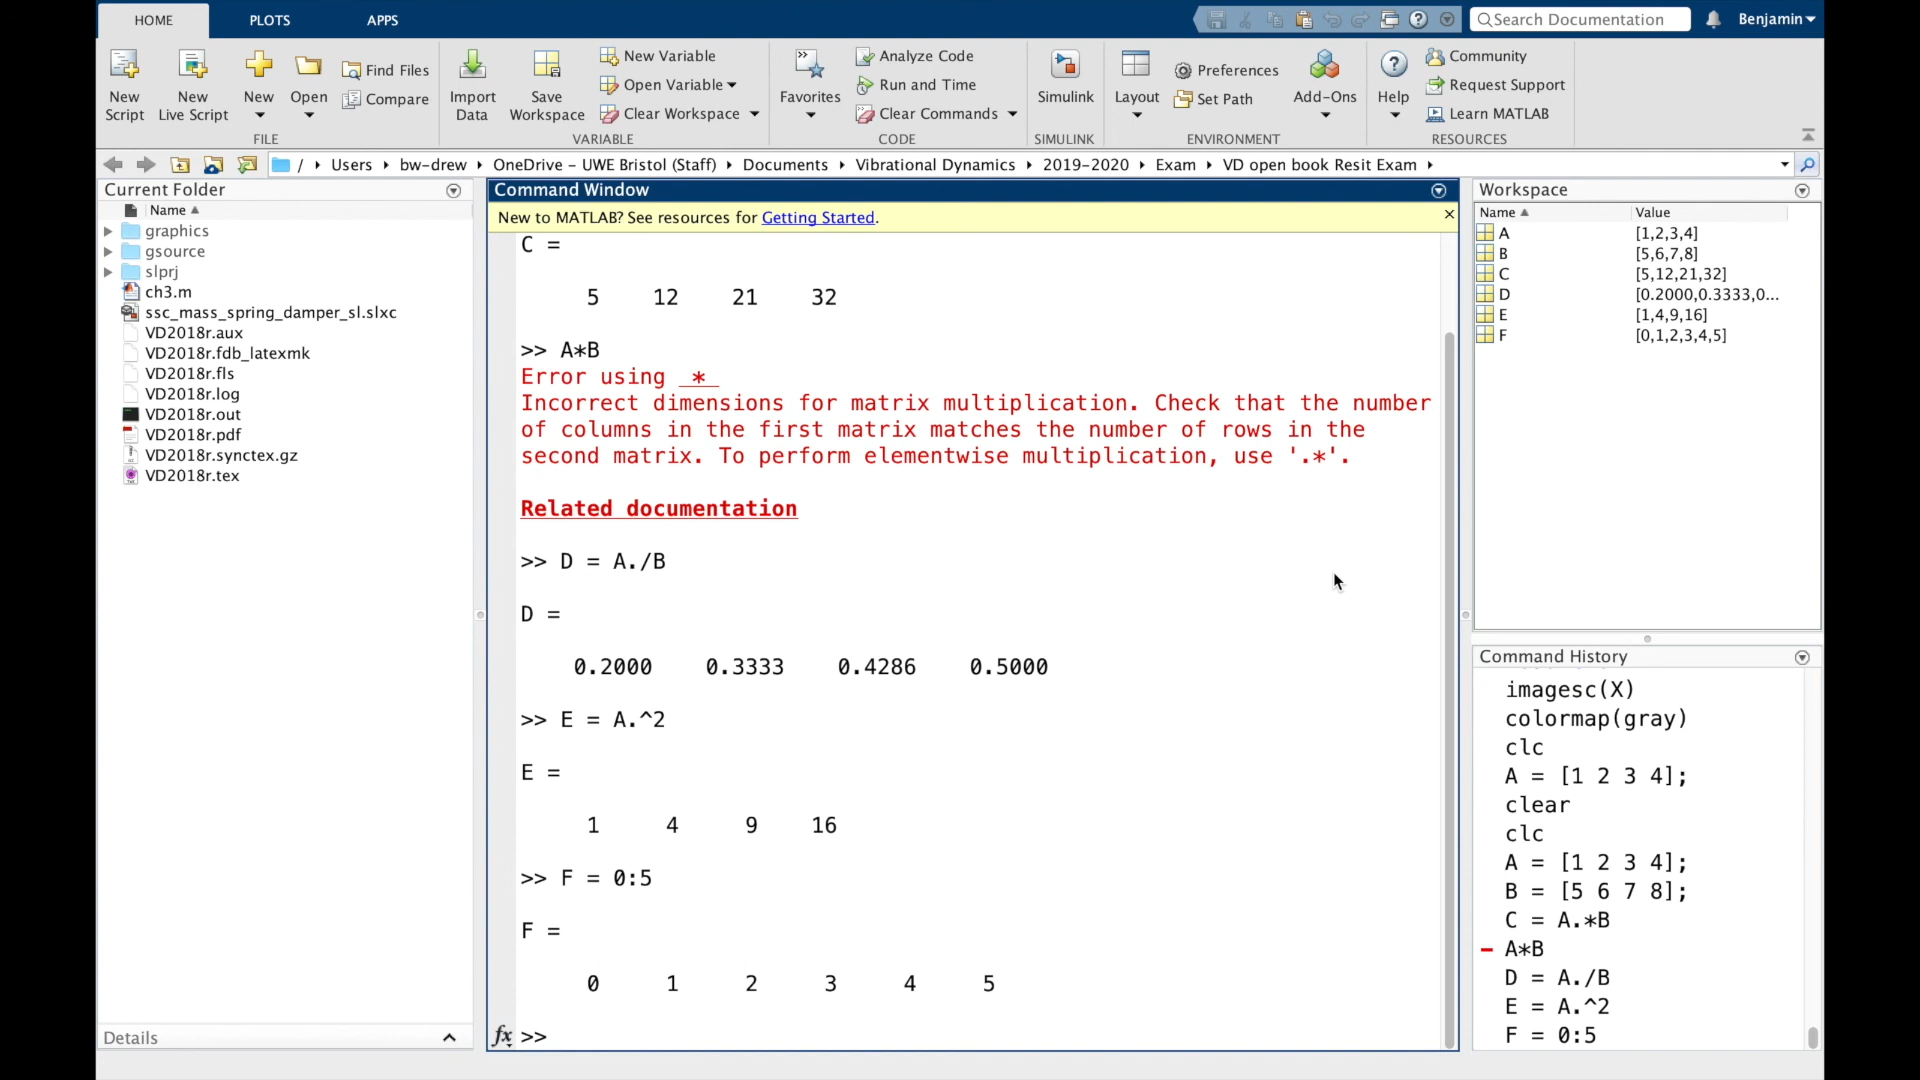 HOME
PLOTS
APPS
Search Documentation
Benjamin
New Script
New Live Script
New
Open
Find Files
Compare
FILE
Import Data
Save Workspace
New Variable
Open Variable
Clear Workspace
VARIABLE
Favorites
Analyze Code
Run and Time
Clear Commands
CODE
Simulink
SIMULINK
Layout
Preferences
Set Path
Add-Ons
ENVIRONMENT
Help
Community
Request Support
Learn MATLAB
RESOURCES
/ Users bw-drew OneDrive - UWE Bristol (Staff) Documents Vibrational Dynamics 2019-2020 Exam VD open book Resit Exam
Current Folder
Name
graphics
gsource
slprj
ch3.m
ssc_mass_spring_damper_sl.slxc
VD2018r.aux
VD2018r.fdb_latexmk
VD2018r.fls
VD2018r.log
VD2018r.out
VD2018r.pdf
VD2018r.synctex.gz
VD2018r.tex
Details
Command Window
New to MATLAB? See resources for Getting Started.
C =
5 12 21 32
>> A*B
Error using *
Incorrect dimensions for matrix multiplication. Check that the number
of columns in the first matrix matches the number of rows in the
second matrix. To perform elementwise multiplication, use '.*'.
Related documentation
>> D = A./B
D =
0.2000 0.3333 0.4286 0.5000
>> E = A.^2
E =
1 4 9 16
>> F = 0:5
F =
0 1 2 3 4 5
fx >>
Workspace
Name Value
A [1,2,3,4]
B [5,6,7,8]
C [5,12,21,32]
D [0.2000,0.3333,0...
E [1,4,9,16]
F [0,1,2,3,4,5]
Command History
imagesc(X)
colormap(gray)
clc
A = [1 2 3 4];
clear
clc
A = [1 2 3 4];
B = [5 6 7 8];
C = A.*B
A*B
D = A./B
E = A.^2
F = 0:5